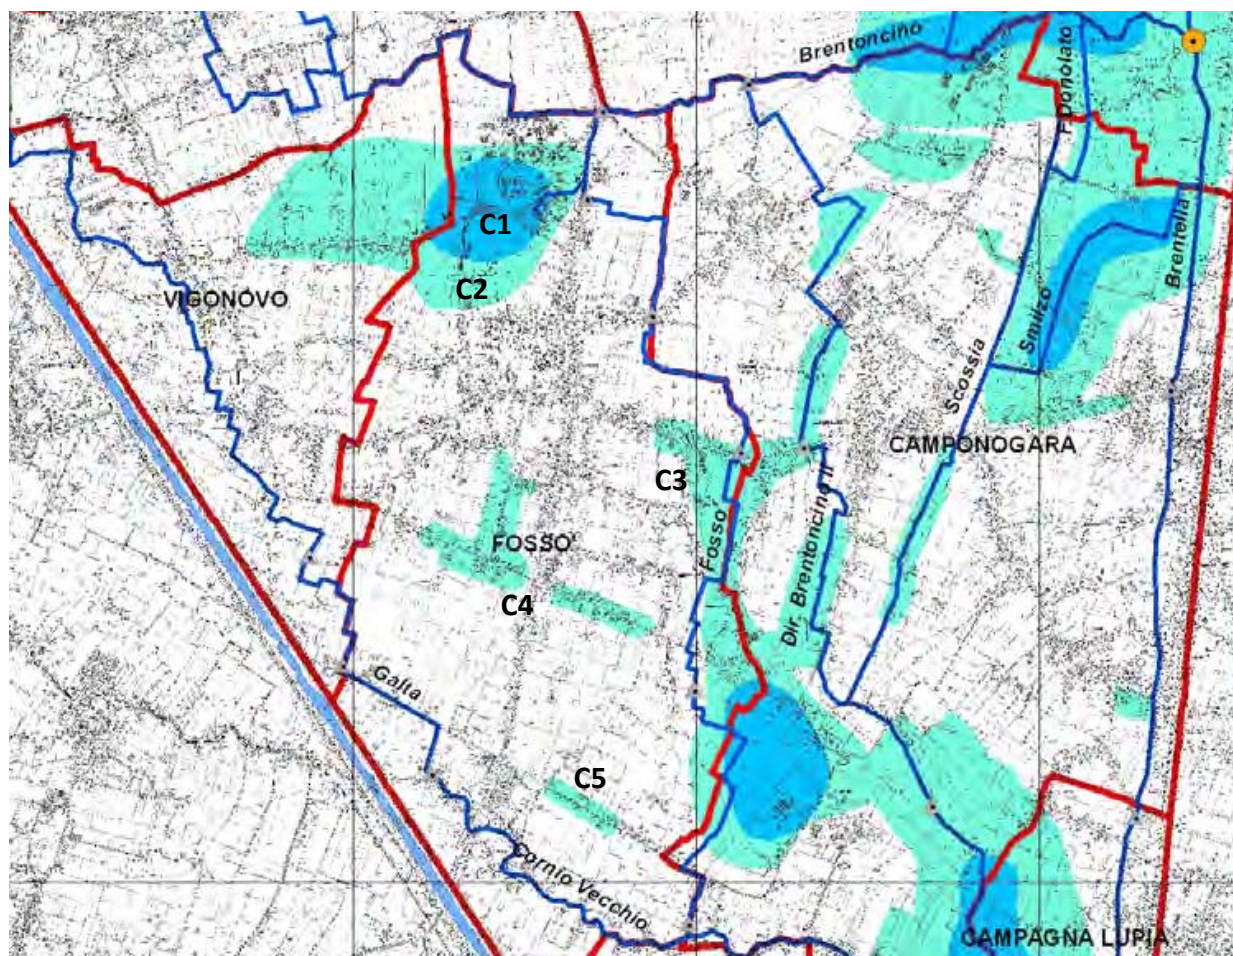 Brentoncino
F.Donolato
C1
Brentella
C2
VIGONOVO
Smilzo
Scossia
CAMPONOGARA
C3
Dir. Brentoncino II
Fosso
FOSSO'
C4
Galta
C5
Cornio Vecchio
CAMPAGNA LUPIA